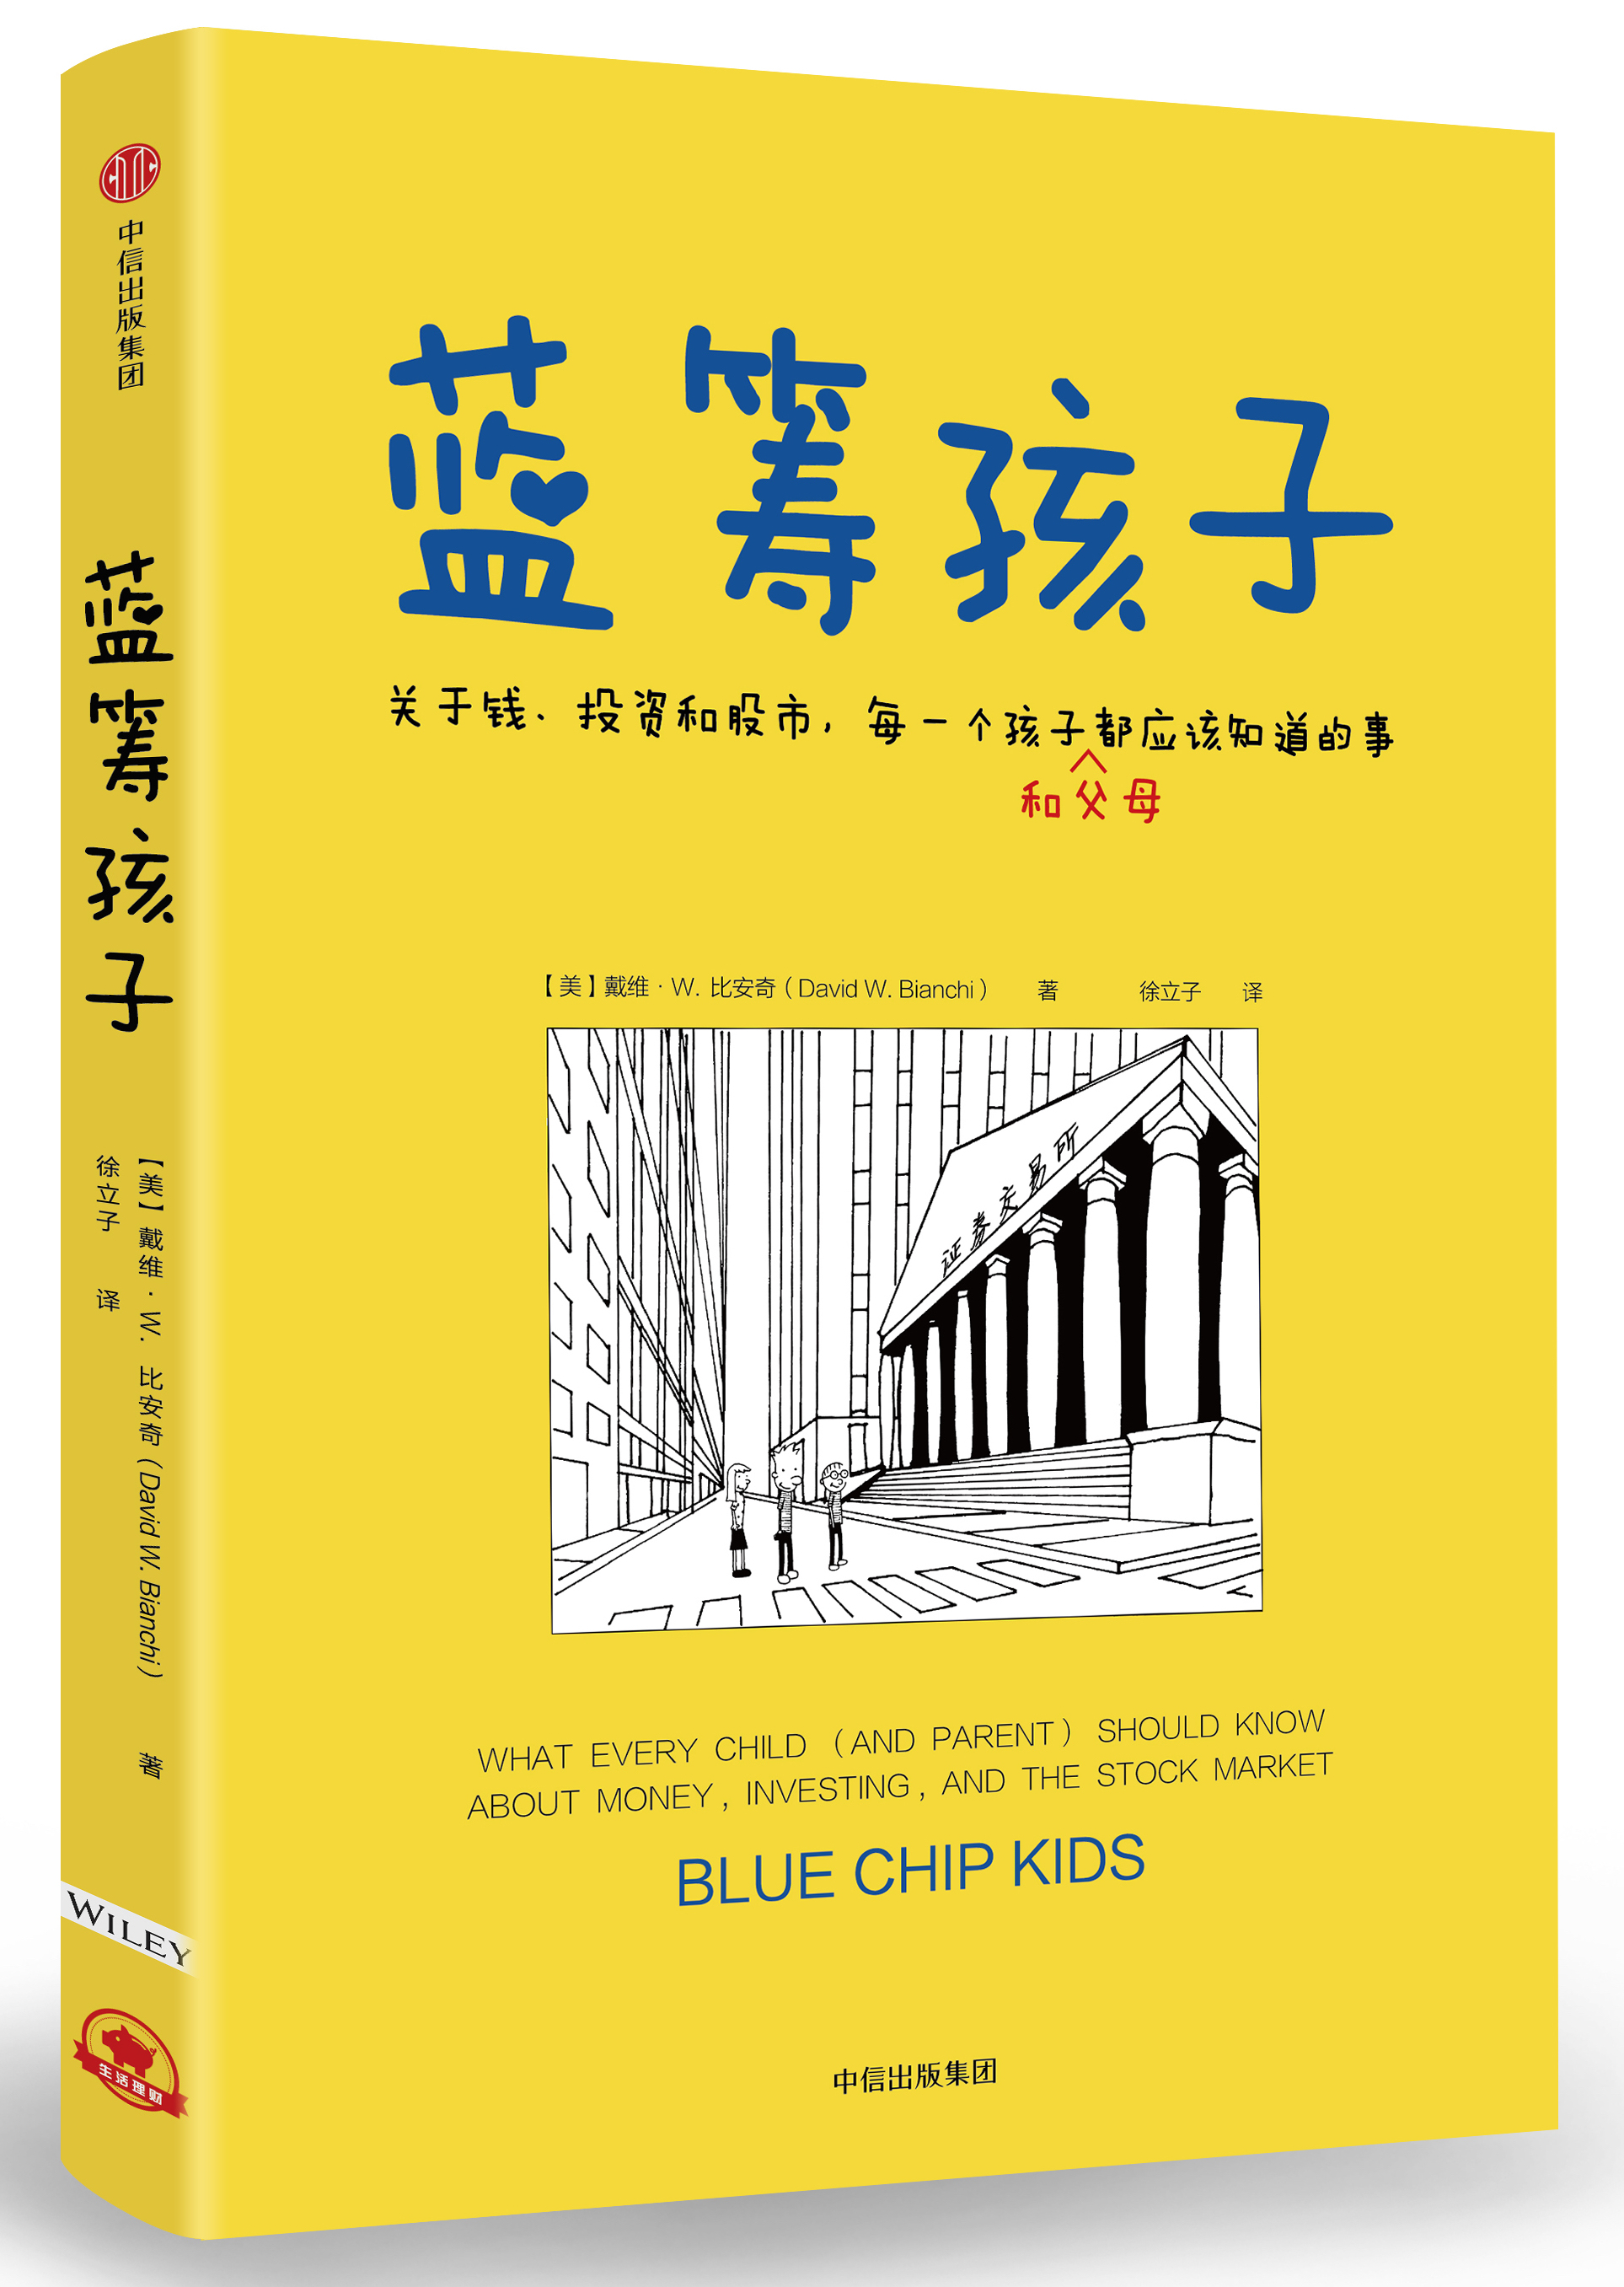 中信出版集团
蓝筹孩子
【美】戴维·W. 比安奇（David W. Bianchi） 著
徐立子 译
WILEY
生活理财
蓝筹孩子
关于钱、投资和股市，每一个孩子都应该知道的事
和父母
【美】戴维·W. 比安奇（David W. Bianchi） 著 徐立子 译
证券交易所
WHAT EVERY CHILD （AND PARENT） SHOULD KNOW
ABOUT MONEY, INVESTING, AND THE STOCK MARKET
BLUE CHIP KIDS
中信出版集团